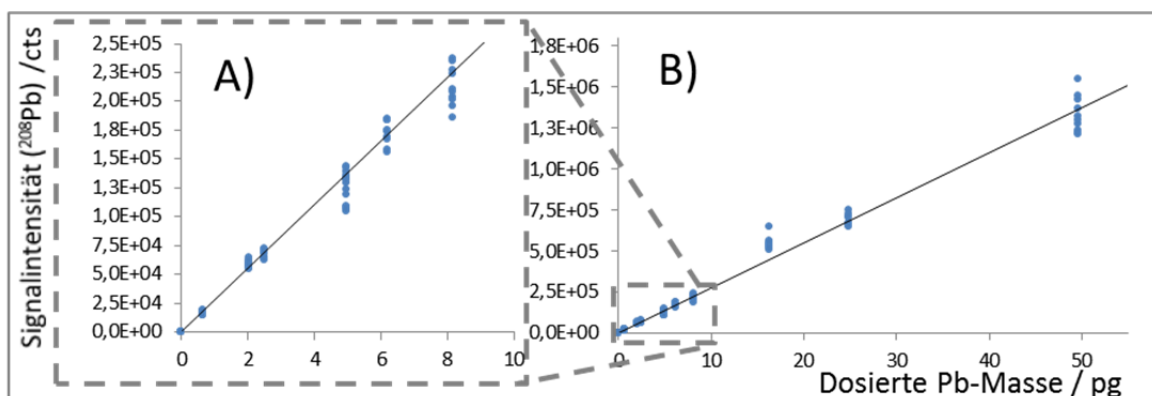 Signalintensität (²⁰⁸Pb) /cts
A)
2,5E+05
2,3E+05
2,0E+05
1,8E+05
1,5E+05
1,3E+05
1,0E+05
7,5E+04
5,0E+04
2,5E+04
0,0E+00
0 2 4 6 8 10
B)
1,8E+06
1,5E+06
1,3E+06
1,0E+06
7,5E+05
5,0E+05
2,5E+05
0,0E+00
0 10 20 30 40 50
Dosierte Pb-Masse / pg